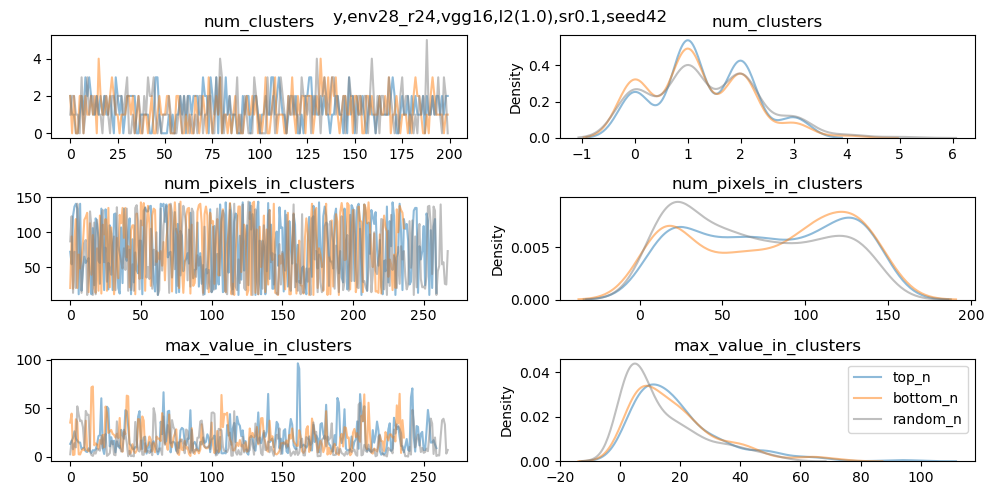 y,env28_r24,vgg16,l2(1.0),sr0.1,seed42
num_clusters
num_clusters
4
2
0
0 25 50 75 100 125 150 175 200
Density
0.4
0.2
0.0
−1 0 1 2 3 4 5 6
num_pixels_in_clusters
num_pixels_in_clusters
150
100
50
0 50 100 150 200 250
Density
0.005
0.000
0 50 100 150 200
max_value_in_clusters
max_value_in_clusters
100
50
0
0 50 100 150 200 250
Density
0.04
0.02
0.00
−20 0 20 40 60 80 100
top_n
bottom_n
random_n